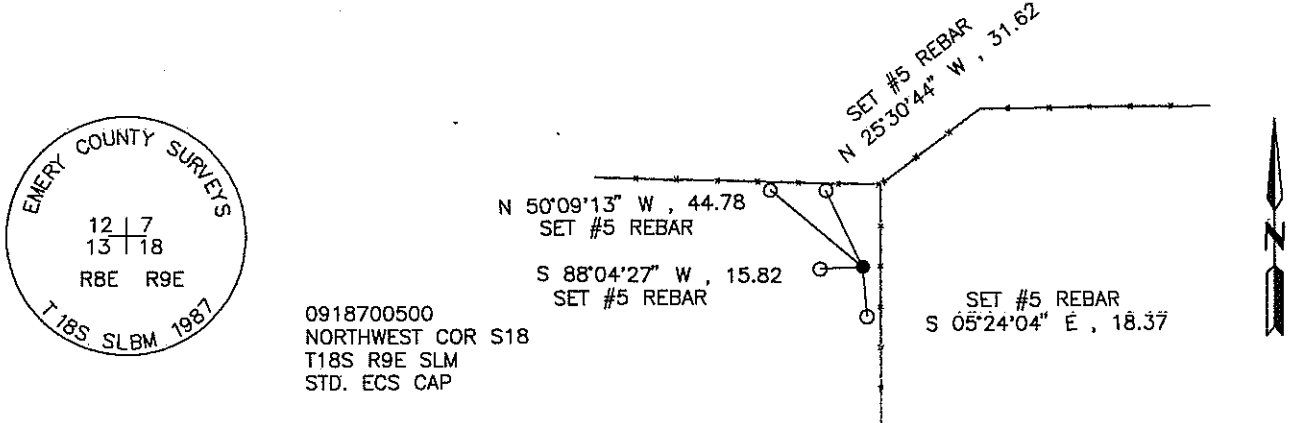 EMERY COUNTY SURVEYS
12 7
13 18
R8E R9E
T 18S SLBM 1987
0918700500
NORTHWEST COR S18
T18S R9E SLM
STD. ECS CAP
SET #5 REBAR
N 25°30'44" W , 31.62
N 50°09'13" W , 44.78
SET #5 REBAR
S 88°04'27" W , 15.82
SET #5 REBAR
SET #5 REBAR
S 05°24'04" E , 18.37
N